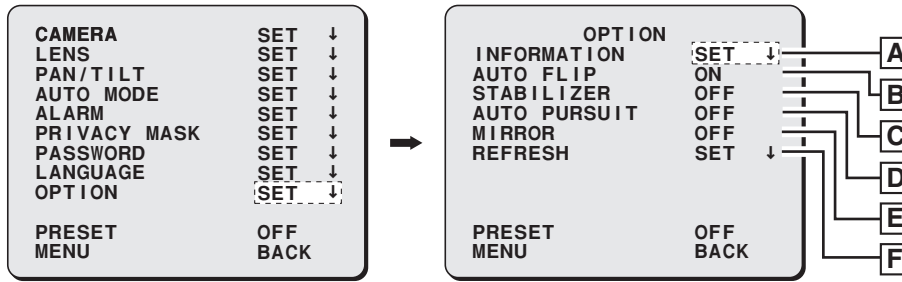 CAMERA SET ↓
LENS SET ↓
PAN/TILT SET ↓
AUTO MODE SET ↓
ALARM SET ↓
PRIVACY MASK SET ↓
PASSWORD SET ↓
LANGUAGE SET ↓
OPTION SET ↓
PRESET OFF
MENU BACK
OPTION
INFORMATION SET ↓
AUTO FLIP ON
STABILIZER OFF
AUTO PURSUIT OFF
MIRROR OFF
REFRESH SET ↓
PRESET OFF
MENU BACK
A
B
C
D
E
F